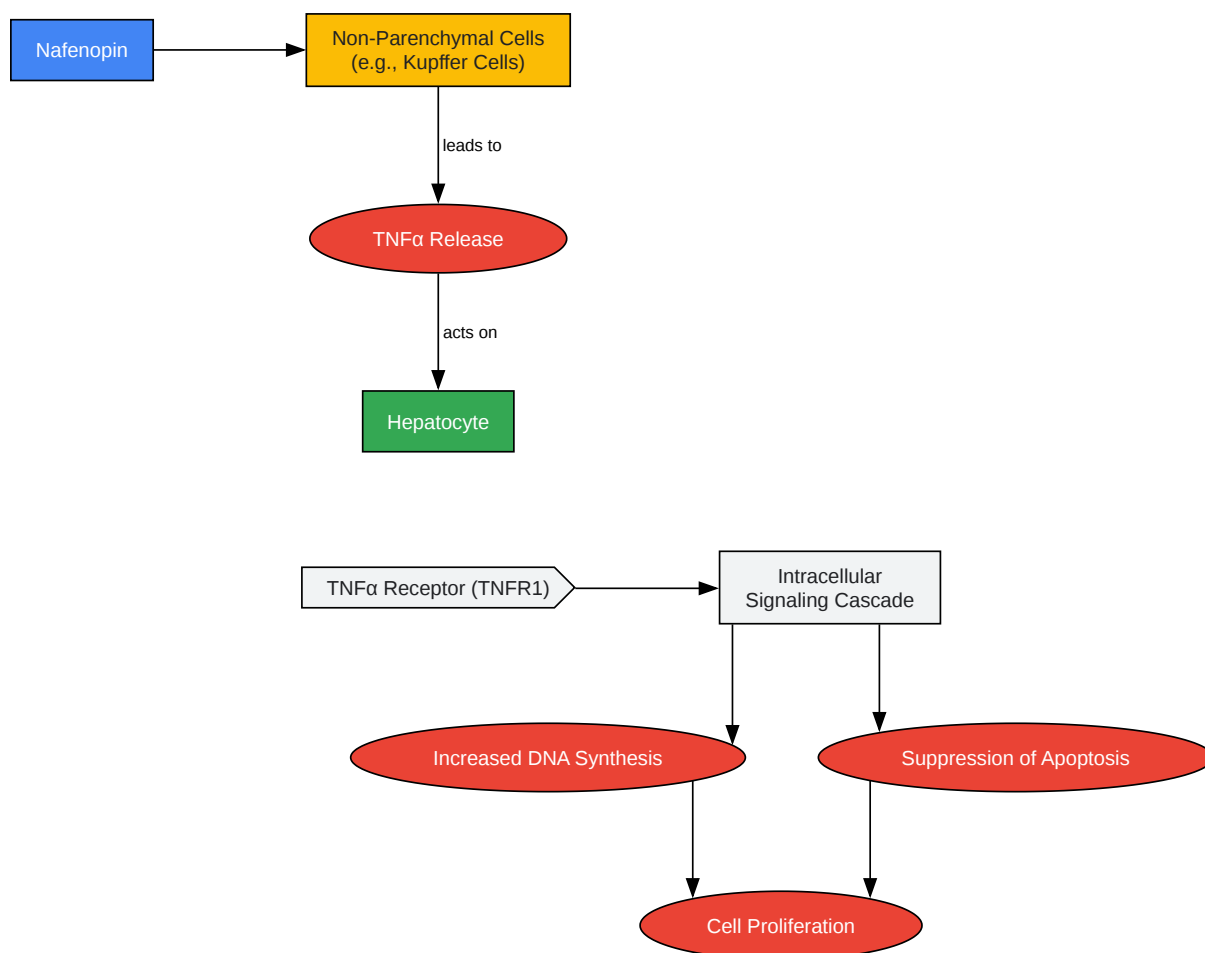 Nafenopin
Non-Parenchymal Cells
(e.g., Kupffer Cells)
leads to
TNFα Release
acts on
Hepatocyte
TNFα Receptor (TNFR1)
Intracellular
Signaling Cascade
Increased DNA Synthesis
Suppression of Apoptosis
Cell Proliferation